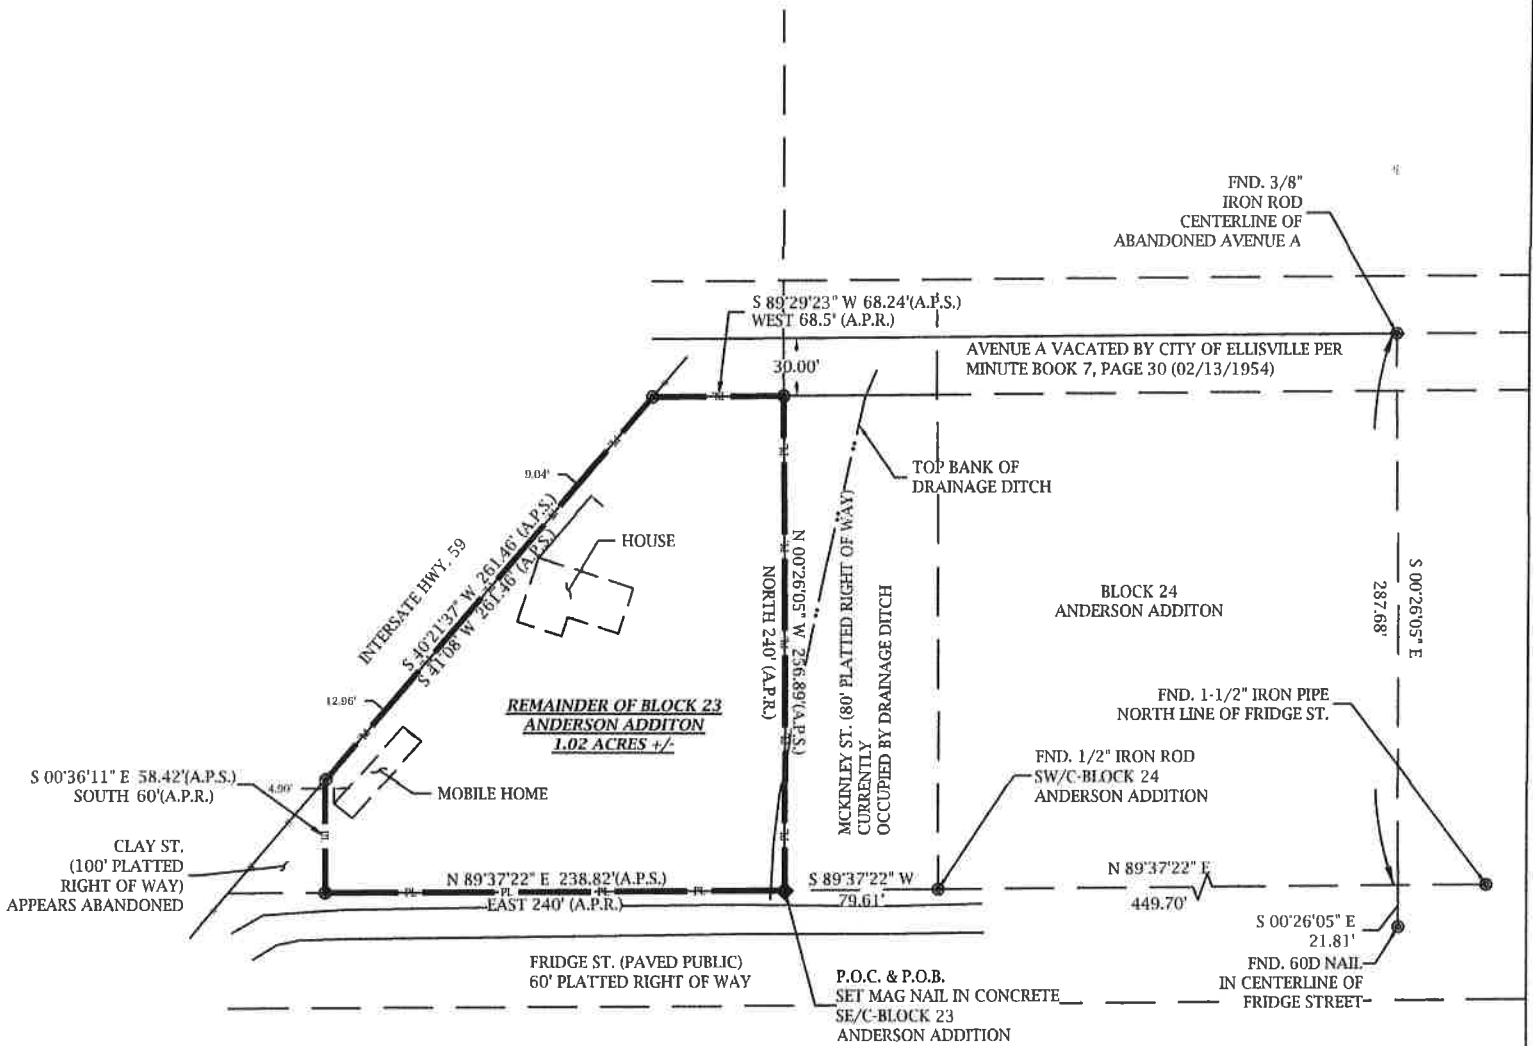 FND. 3/8"
IRON ROD
CENTERLINE OF
ABANDONED AVENUE A
S 89°29'23" W 68.24'(A.P.S.)
WEST 68.5' (A.P.R.)
30.00'
AVENUE A VACATED BY CITY OF ELLISVILLE PER
MINUTE BOOK 7, PAGE 30 (02/13/1954)
PL
PL
PL
TOP BANK OF
DRAINAGE DITCH
9.04'
INTERSATE HWY. 59
S 40°21'37" W 261.46' (A.P.S.)
S 41°08' W 261.46' (A.P.S.)
HOUSE
N 00°26'05" W 256.89'(A.P.S.)
NORTH 240' (A.P.R.)
MCKINLEY ST. (80' PLATTED RIGHT OF WAY)
CURRENTLY
OCCUPIED BY DRAINAGE DITCH
BLOCK 24
ANDERSON ADDITON
S 00°26'05" E
287.68'
12.96'
REMAINDER OF BLOCK 23
ANDERSON ADDITON
1.02 ACRES +/-
FND. 1-1/2" IRON PIPE
NORTH LINE OF FRIDGE ST.
S 00°36'11" E 58.42'(A.P.S.)
SOUTH 60'(A.P.R.)
MOBILE HOME
FND. 1/2" IRON ROD
SW/C-BLOCK 24
ANDERSON ADDITION
CLAY ST.
(100' PLATTED
RIGHT OF WAY)
APPEARS ABANDONED
N 89°37'22" E 238.82'(A.P.S.)
PL PL PL PL
EAST 240' (A.P.R.)
S 89°37'22" W
79.61'
N 89°37'22" E
449.70'
S 00°26'05" E
21.81'
FRIDGE ST. (PAVED PUBLIC)
60' PLATTED RIGHT OF WAY
P.O.C. & P.O.B.
SET MAG NAIL IN CONCRETE
SE/C-BLOCK 23
ANDERSON ADDITION
FND. 60D NAIL
IN CENTERLINE OF
FRIDGE STREET